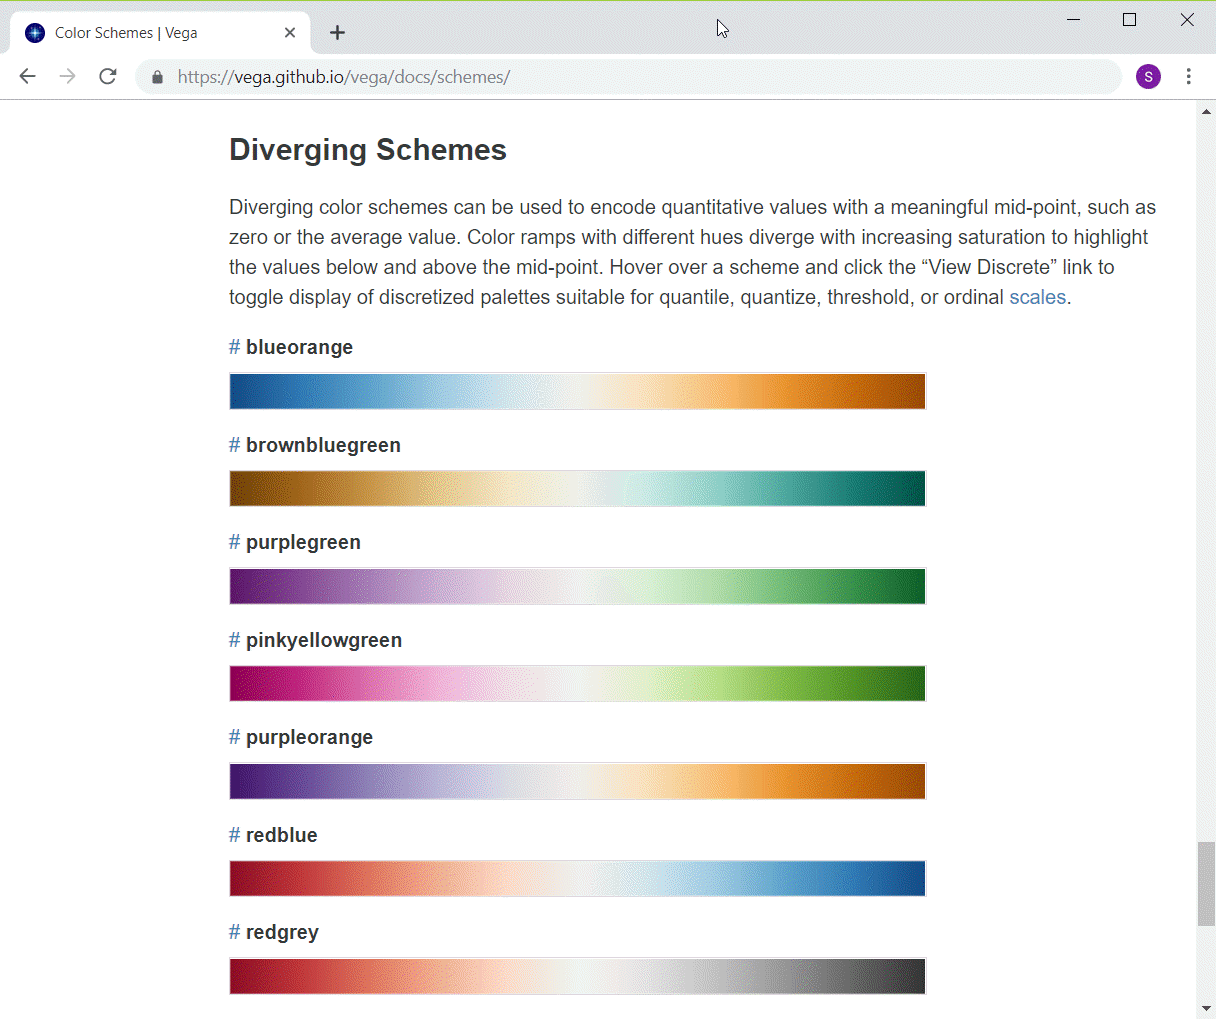 Color Schemes | Vega
https://vega.github.io/vega/docs/schemes/
S
Diverging Schemes
Diverging color schemes can be used to encode quantitative values with a meaningful mid-point, such as
zero or the average value. Color ramps with different hues diverge with increasing saturation to highlight
the values below and above the mid-point. Hover over a scheme and click the “View Discrete” link to
toggle display of discretized palettes suitable for quantile, quantize, threshold, or ordinal scales.
# blueorange
# brownbluegreen
# purplegreen
# pinkyellowgreen
# purpleorange
# redblue
# redgrey